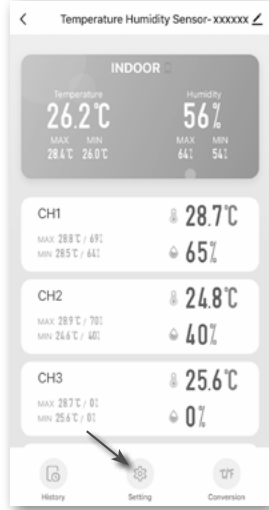 Temperature Humidity Sensor-xxxxxx
INDOOR
Temperature Humidity
26.2°C 56%
MAX MIN MAX MIN
28.4°C 26.0°C 64% 54%
CH1 28.7°C
MAX 28.8°C / 69%
MIN 28.5°C / 64% 65%
CH2 24.8°C
MAX 28.9°C / 70%
MIN 24.6°C / 40% 40%
CH3 25.6°C
MAX 28.7°C / 0%
MIN 25.6°C / 0% 0%
°C/°F
History Setting Conversion